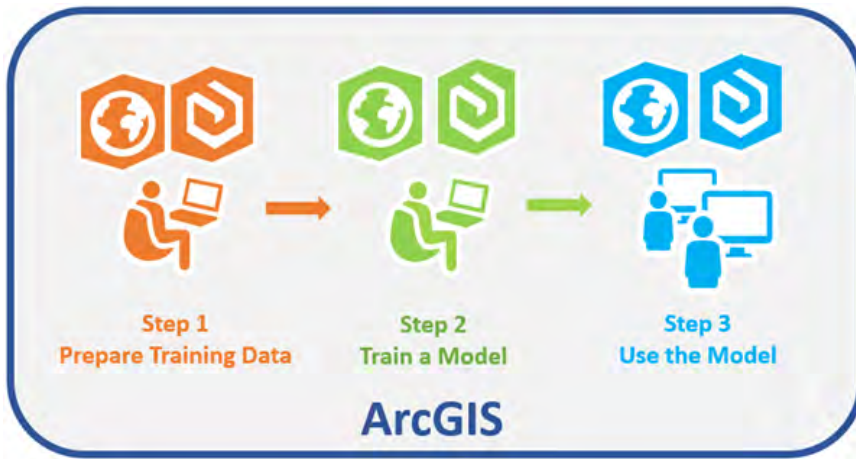 Step 1
Prepare Training Data
Step 2
Train a Model
Step 3
Use the Model
ArcGIS